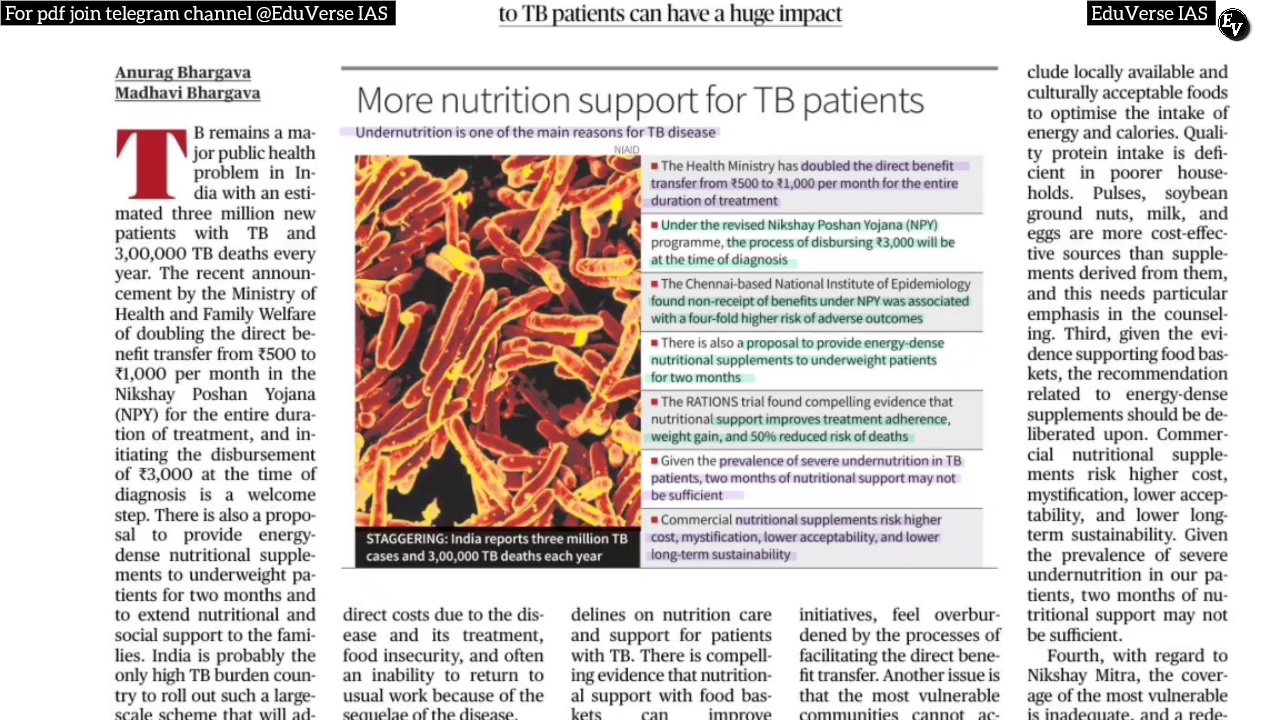 For pdf join telegram channel @EduVerse IAS
EduVerse IAS
EV
to TB patients can have a huge impact
Anurag Bhargava
Madhavi Bhargava
TB remains a ma-
jor public health
problem in In-
dia with an esti-
mated three million new
patients with TB and
3,00,000 TB deaths every
year. The recent announ-
cement by the Ministry of
Health and Family Welfare
of doubling the direct be-
nefit transfer from ₹500 to
₹1,000 per month in the
Nikshay Poshan Yojana
(NPY) for the entire dura-
tion of treatment, and in-
itiating the disbursement
of ₹3,000 at the time of
diagnosis is a welcome
step. There is also a propo-
sal to provide energy-
dense nutritional supple-
ments to underweight pa-
tients for two months and
to extend nutritional and
social support to the fami-
lies. India is probably the
only high TB burden coun-
try to roll out such a large-
scale scheme that will ad-
More nutrition support for TB patients
Undernutrition is one of the main reasons for TB disease
NIAID
The Health Ministry has doubled the direct benefit
transfer from ₹500 to ₹1,000 per month for the entire
duration of treatment
Under the revised Nikshay Poshan Yojana (NPY)
programme, the process of disbursing ₹3,000 will be
at the time of diagnosis
The Chennai-based National Institute of Epidemiology
found non-receipt of benefits under NPY was associated
with a four-fold higher risk of adverse outcomes
There is also a proposal to provide energy-dense
nutritional supplements to underweight patients
for two months
The RATIONS trial found compelling evidence that
nutritional support improves treatment adherence,
weight gain, and 50% reduced risk of deaths
Given the prevalence of severe undernutrition in TB
patients, two months of nutritional support may not
be sufficient
Commercial nutritional supplements risk higher
cost, mystification, lower acceptability, and lower
long-term sustainability
STAGGERING: India reports three million TB
cases and 3,00,000 TB deaths each year
direct costs due to the dis-
ease and its treatment,
food insecurity, and often
an inability to return to
usual work because of the
sequelae of the disease.
delines on nutrition care
and support for patients
with TB. There is compell-
ing evidence that nutrition-
al support with food bas-
kets can improve
initiatives, feel overbur-
dened by the processes of
facilitating the direct bene-
fit transfer. Another issue is
that the most vulnerable
communities cannot ac-
clude locally available and
culturally acceptable foods
to optimise the intake of
energy and calories. Quali-
ty protein intake is defi-
cient in poorer house-
holds. Pulses, soybean
ground nuts, milk, and
eggs are more cost-effec-
tive sources than supple-
ments derived from them,
and this needs particular
emphasis in the counsel-
ing. Third, given the evi-
dence supporting food bas-
kets, the recommendation
related to energy-dense
supplements should be de-
liberated upon. Commer-
cial nutritional supple-
ments risk higher cost,
mystification, lower accep-
tability, and lower long-
term sustainability. Given
the prevalence of severe
undernutrition in our pa-
tients, two months of nu-
tritional support may not
be sufficient.
Fourth, with regard to
Nikshay Mitra, the cover-
age of the most vulnerable
is inadequate, and a rede-